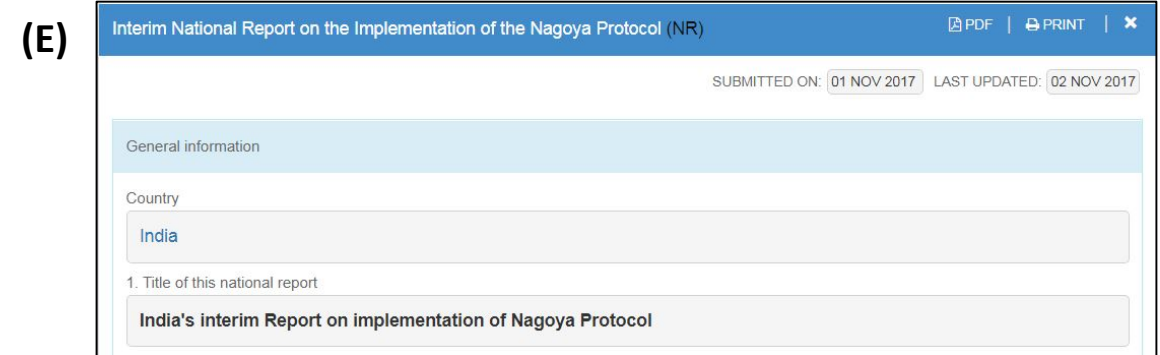 (E)
Interim National Report on the Implementation of the Nagoya Protocol (NR) PDF | PRINT | ×
SUBMITTED ON: 01 NOV 2017 LAST UPDATED: 02 NOV 2017
General information
Country
India
1. Title of this national report
India's interim Report on implementation of Nagoya Protocol